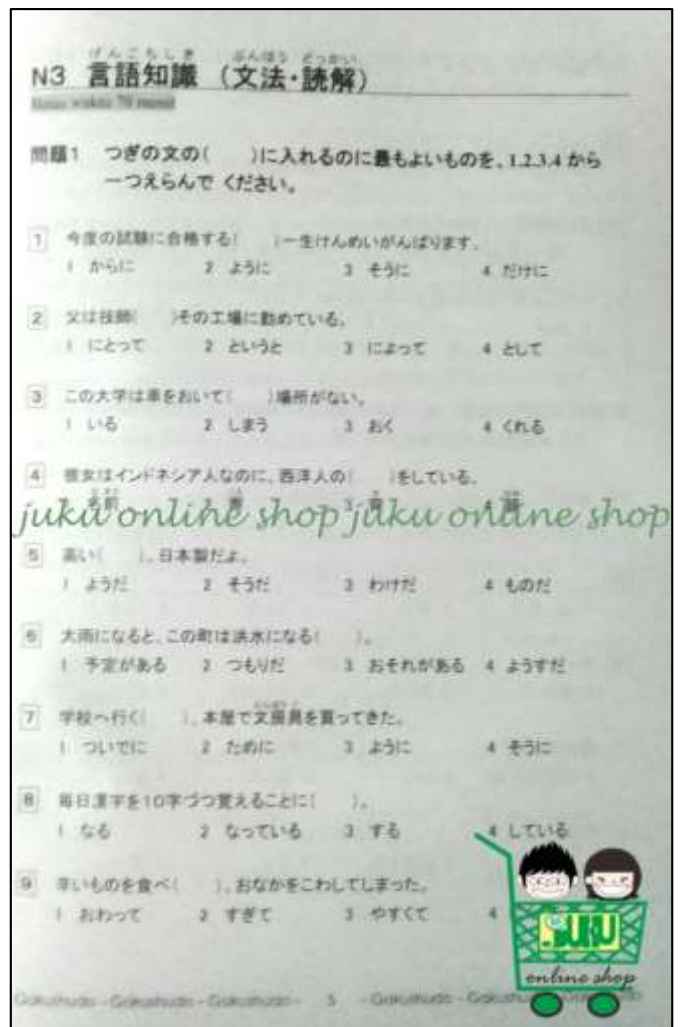 げんごちしき ぶんぽう どっかい
N3 言語知識 (文法・読解)
waktu 70 menit
問題1 つぎの文の( )に入れるのに最もよいものを、1.2.3.4 から
一つえらんで ください。
1 今度の試験に合格する( )一生けんめいがんばります。
1 からに 2 ように 3 そうに 4 だけに
2 父は技師( )その工場に勤めている。
1 にとって 2 というと 3 によって 4 として
3 この大学は車をおいて( )場所がない。
1 いる 2 しまう 3 おく 4 くれる
4 彼女はインドネシア人なのに、西洋人の( )をしている。
juku online shop juku online shop
5 高い( )、日本製だよ。
1 ようだ 2 そうだ 3 わけだ 4 ものだ
6 大雨になると、この町は洪水になる( )。
1 予定がある 2 つもりだ 3 おそれがある 4 ようすだ
7 学校へ行く( )、本屋で文房具を買ってきた。
1 ついでに 2 ために 3 ように 4 そうに
8 毎日漢字を10字づつ覚えることに( )。
1 なる 2 なっている 3 する 4 している
9 辛いものを食べ( )、おなかをこわしてしまった。
1 おわって 2 すぎて 3 やすくて 4
JUKU
online shop
Gakushudo - Gakushudo - Gakushudo - 5 - Gakushudo - Gakushudo